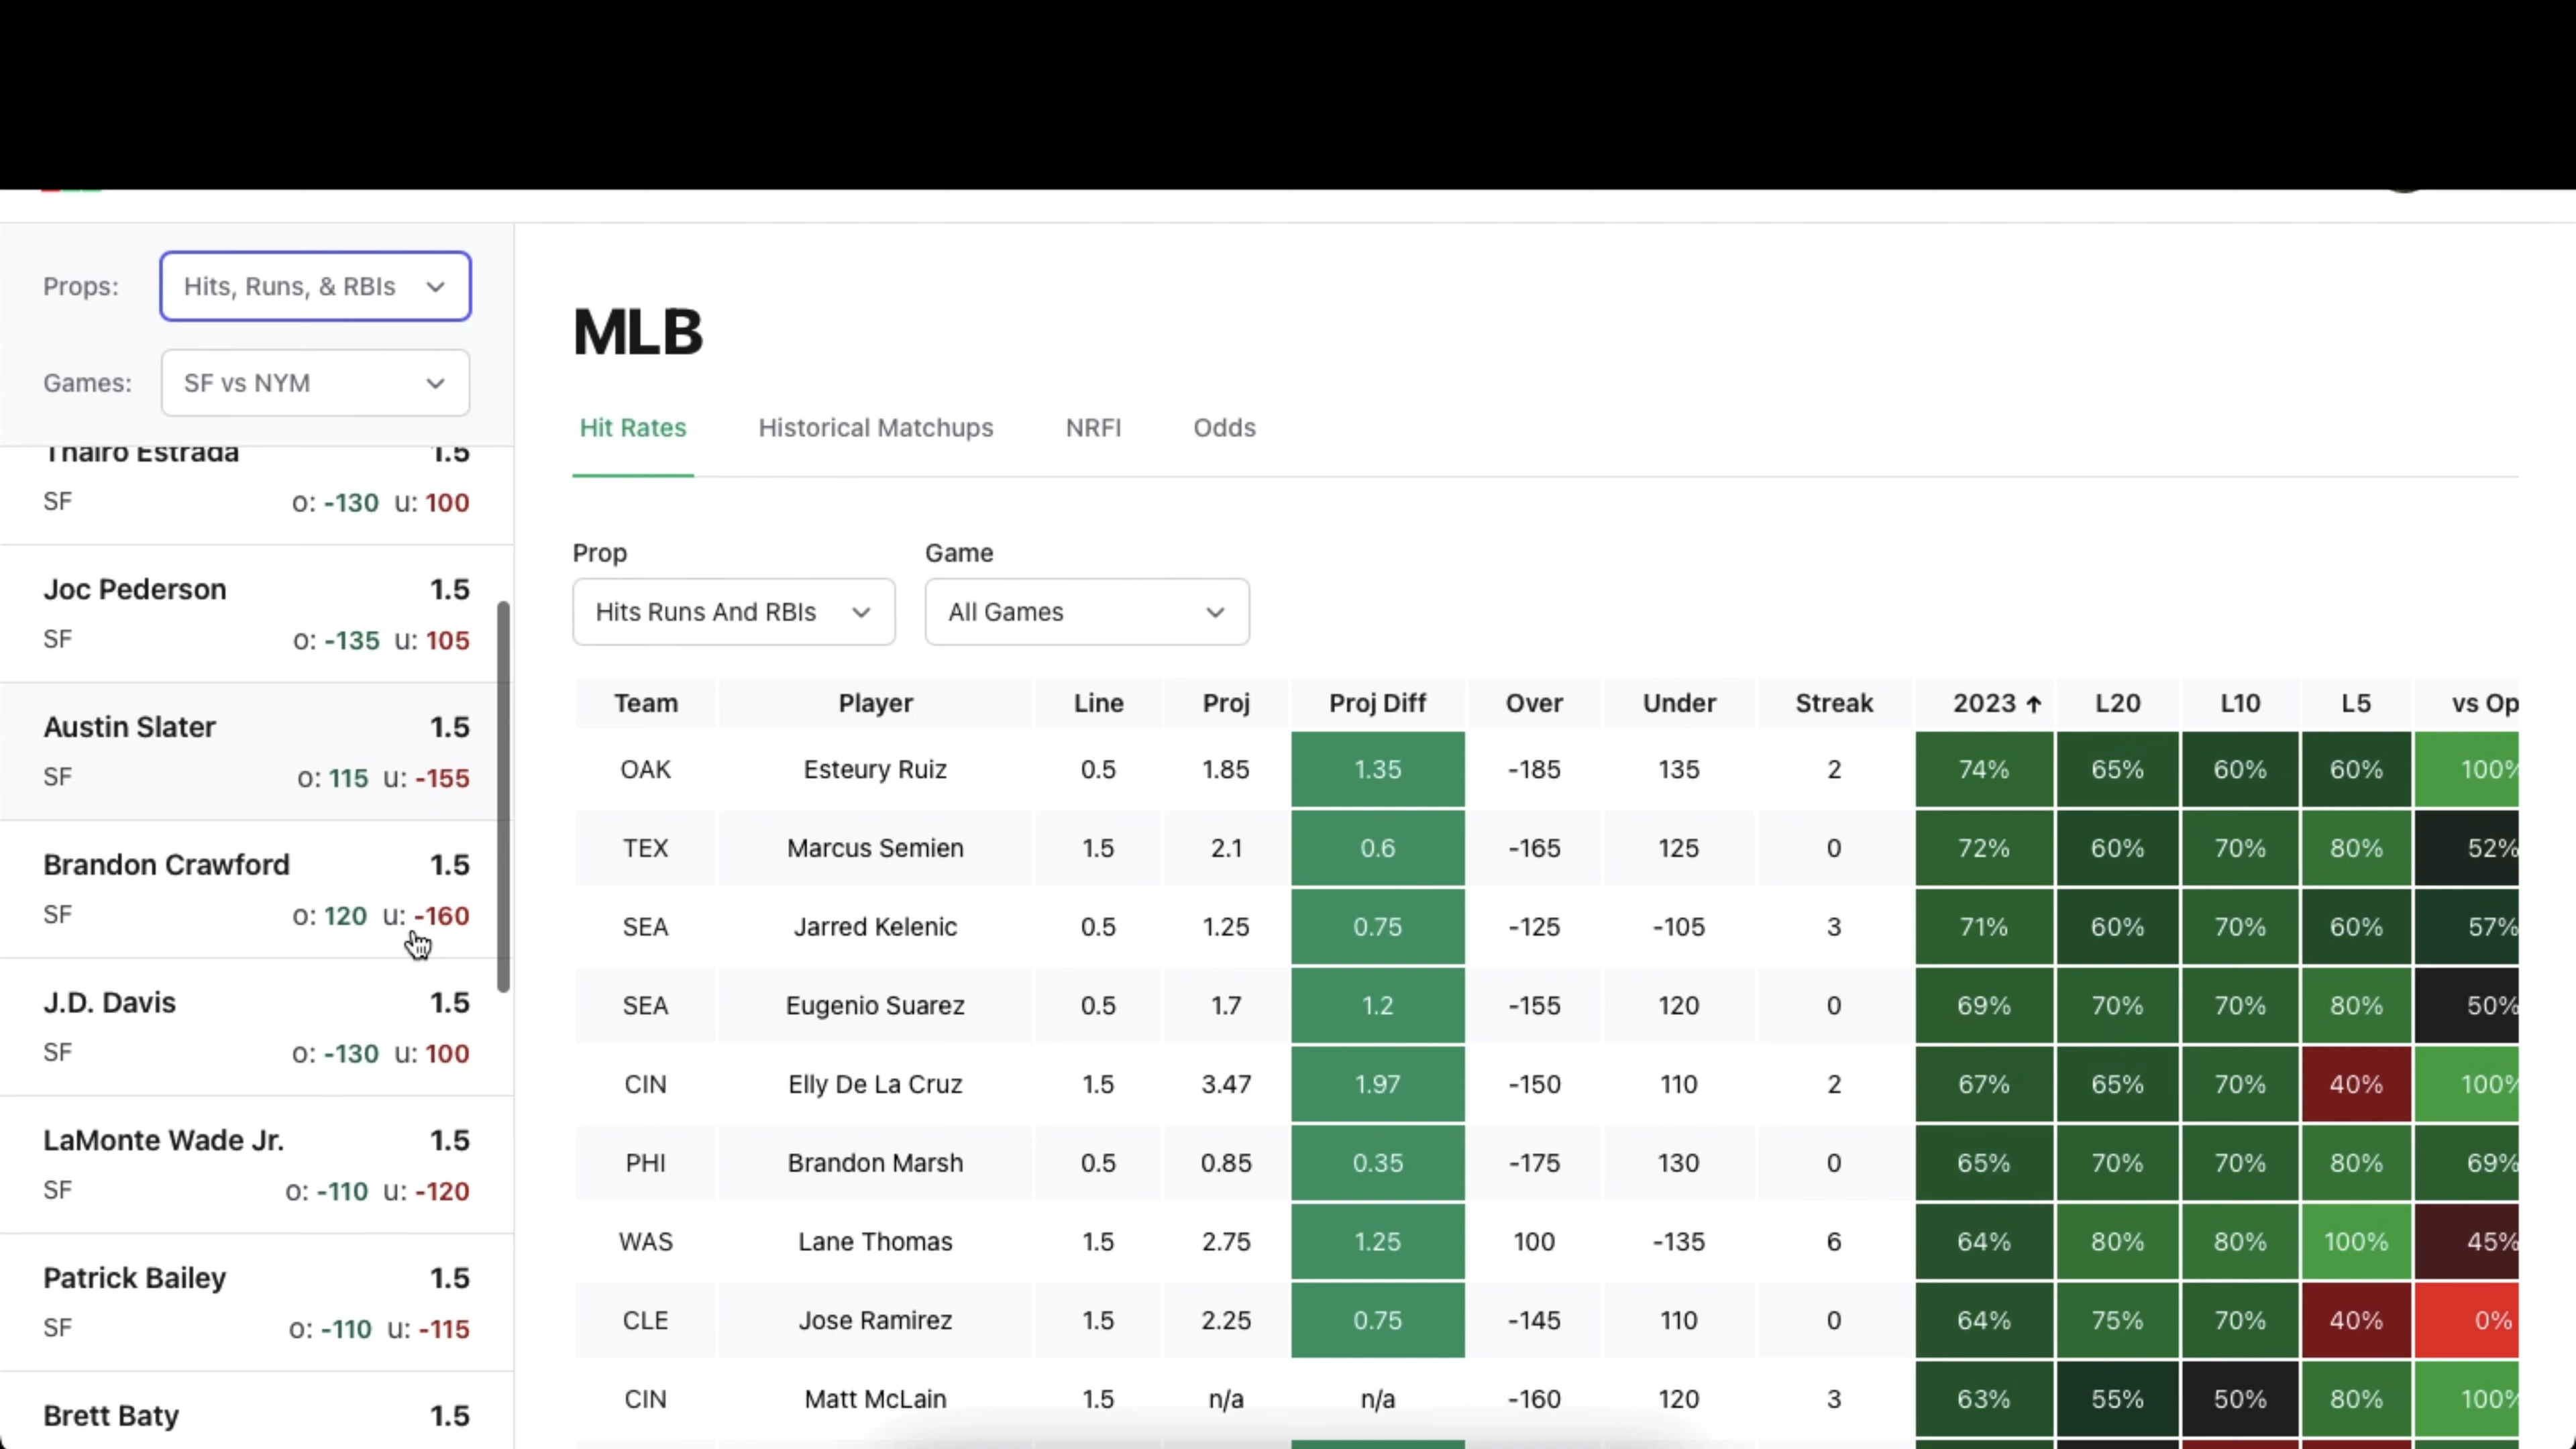 Props: Hits, Runs, & RBIs
Games: SF vs NYM
Thairo Estrada 1.5
SF o: -130 u: 100
Joc Pederson 1.5
SF o: -135 u: 105
Austin Slater 1.5
SF o: 115 u: -155
Brandon Crawford 1.5
SF o: 120 u: -160
J.D. Davis 1.5
SF o: -130 u: 100
LaMonte Wade Jr. 1.5
SF o: -110 u: -120
Patrick Bailey 1.5
SF o: -110 u: -115
Brett Baty 1.5
MLB
Hit Rates Historical Matchups NRFI Odds
Prop Game
Hits Runs And RBIs All Games
Team Player Line Proj Proj Diff Over Under Streak 2023 ↑ L20 L10 L5 vs Op
OAK Esteury Ruiz 0.5 1.85 1.35 -185 135 2 74% 65% 60% 60% 100%
TEX Marcus Semien 1.5 2.1 0.6 -165 125 0 72% 60% 70% 80% 52%
SEA Jarred Kelenic 0.5 1.25 0.75 -125 -105 3 71% 60% 70% 60% 57%
SEA Eugenio Suarez 0.5 1.7 1.2 -155 120 0 69% 70% 70% 80% 50%
CIN Elly De La Cruz 1.5 3.47 1.97 -150 110 2 67% 65% 70% 40% 100%
PHI Brandon Marsh 0.5 0.85 0.35 -175 130 0 65% 70% 70% 80% 69%
WAS Lane Thomas 1.5 2.75 1.25 100 -135 6 64% 80% 80% 100% 45%
CLE Jose Ramirez 1.5 2.25 0.75 -145 110 0 64% 75% 70% 40% 0%
CIN Matt McLain 1.5 n/a n/a -160 120 3 63% 55% 50% 80% 100%